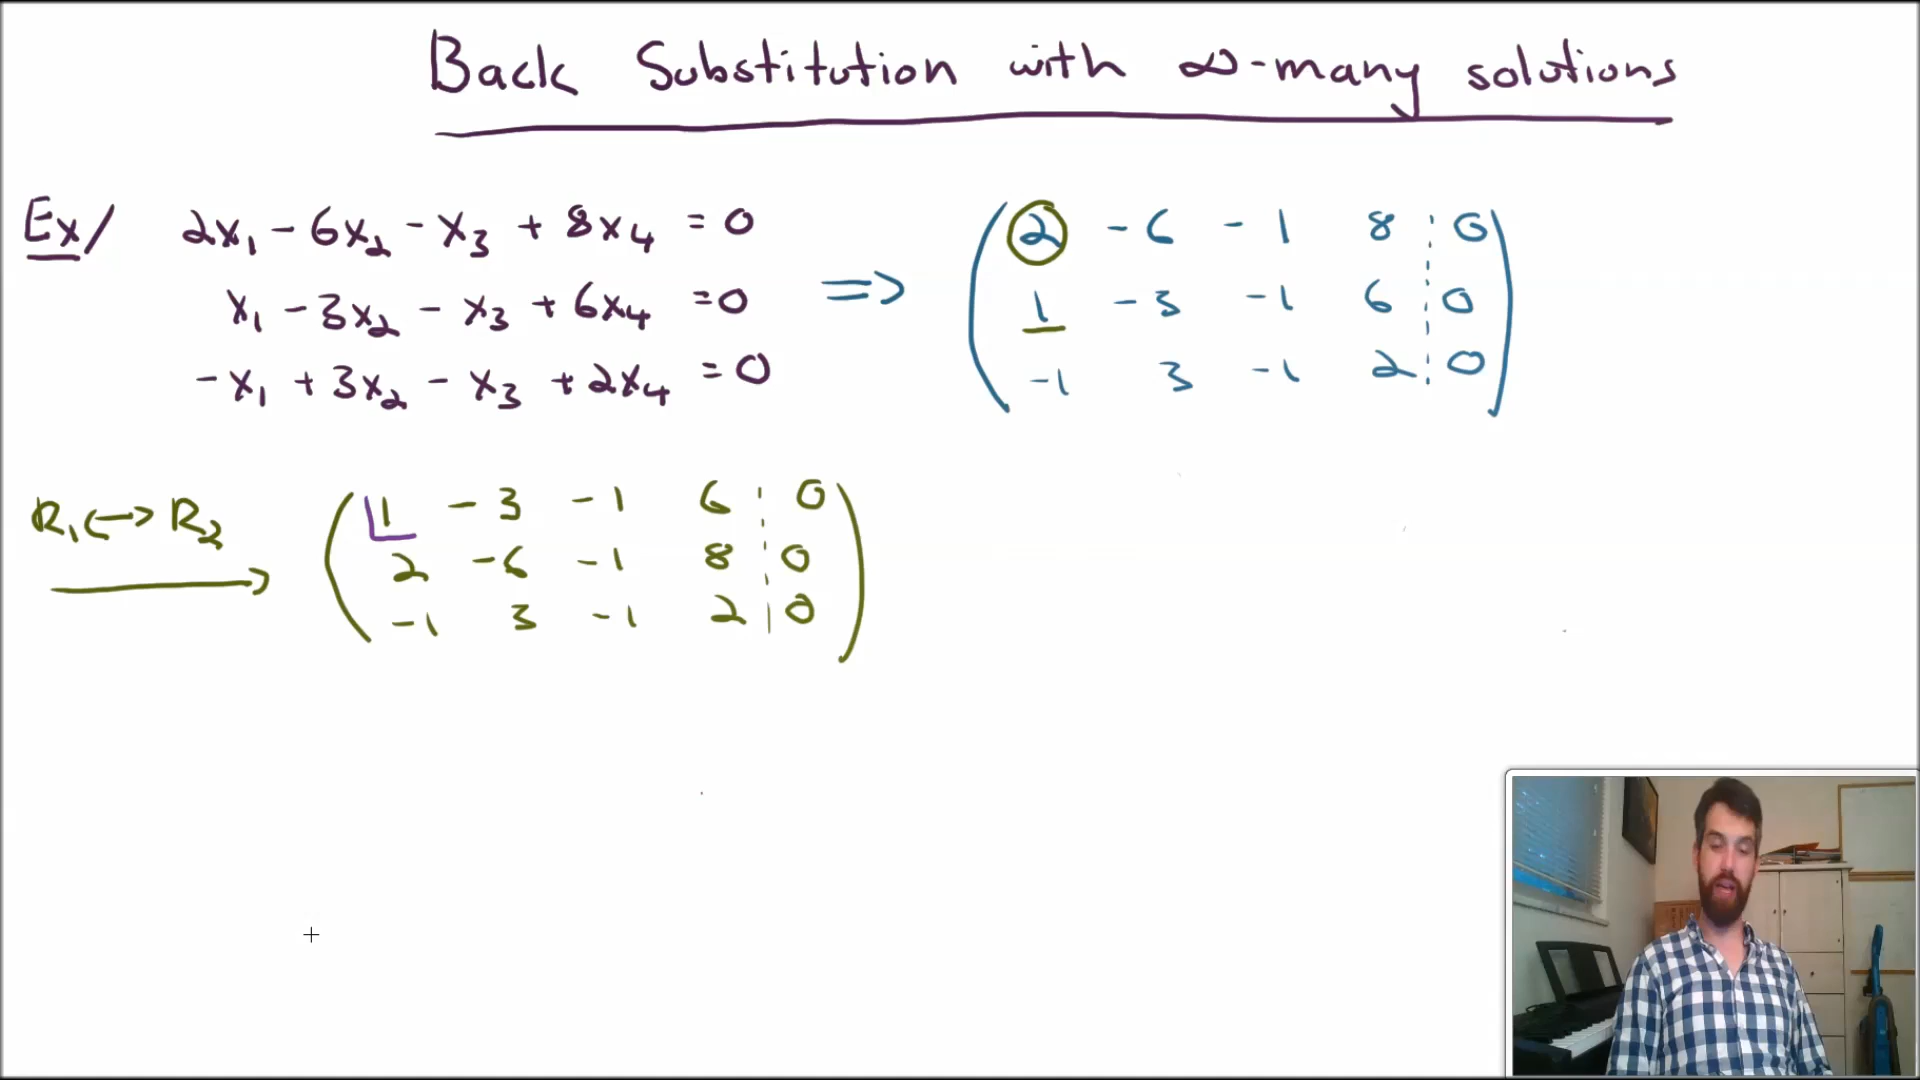 Back Substitution with ∞-many solutions
Ex/ 2x₁ - 6x₂ - x₃ + 8x₄ = 0
x₁ - 3x₂ - x₃ + 6x₄ = 0
-x₁ + 3x₂ - x₃ + 2x₄ = 0
=>
2 -6 -1 8 0
1 -3 -1 6 0
-1 3 -1 2 0
R₁ <-> R₂
1 -3 -1 6 0
2 -6 -1 8 0
-1 3 -1 2 0